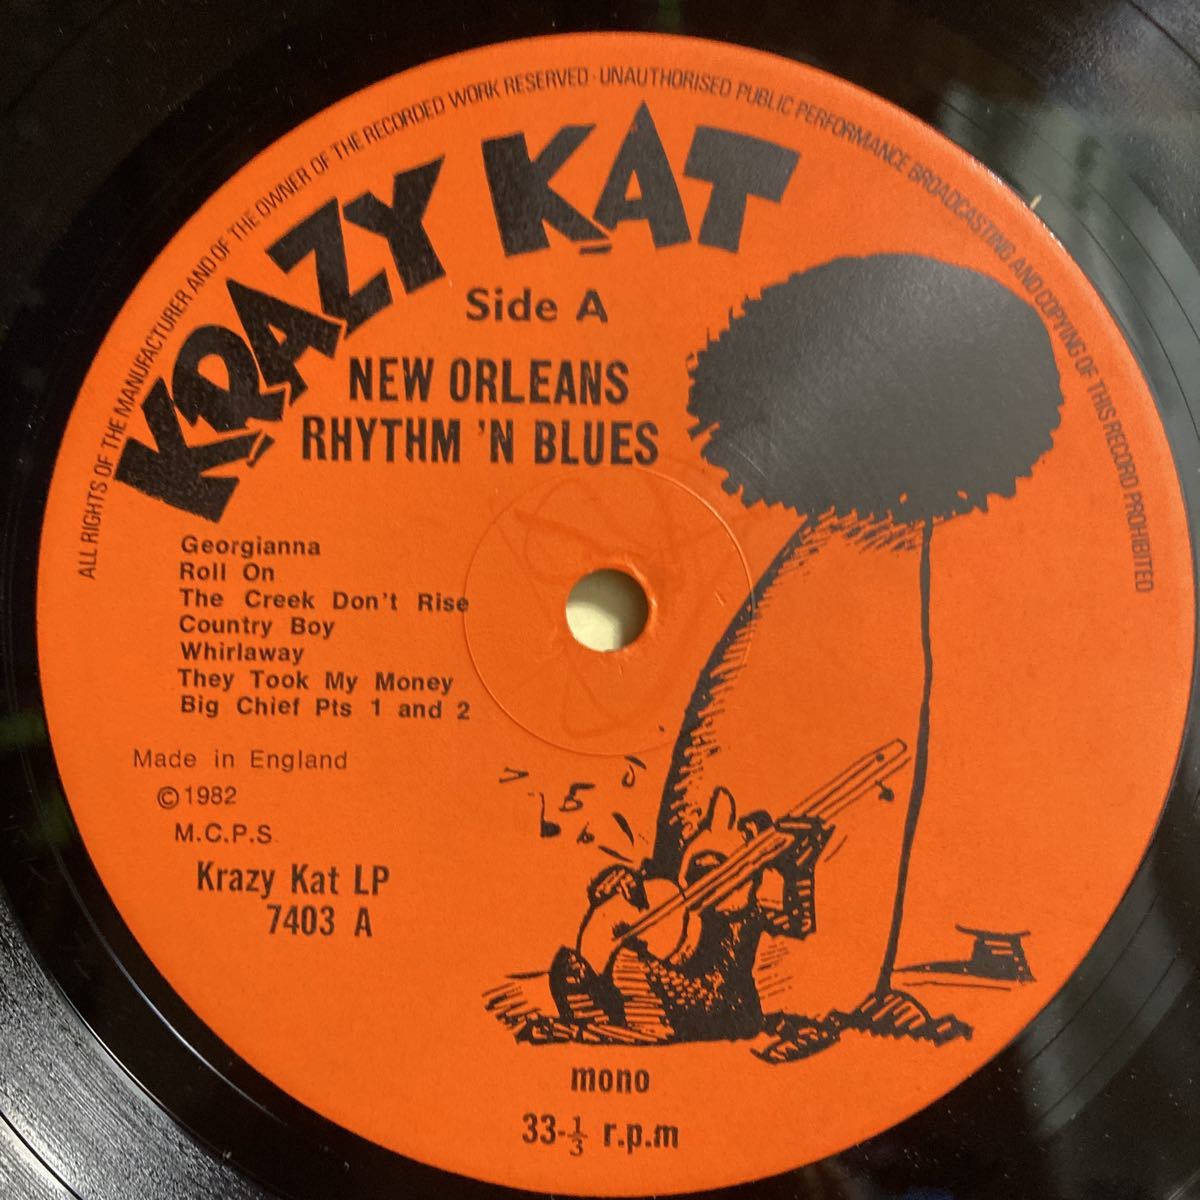 ALL RIGHTS OF THE MANUFACTURER AND OF THE OWNER OF THE RECORDED WORK RESERVED · UNAUTHORISED PUBLIC PERFORMANCE BROADCASTING AND COPYING OF THIS RECORD PROHIBITED
KRAZY KAT
Side A
NEW ORLEANS
RHYTHM 'N BLUES
Georgianna
Roll On
The Creek Don't Rise
Country Boy
Whirlaway
They Took My Money
Big Chief Pts 1 and 2
Made in England
©1982
M.C.P.S.
Krazy Kat LP
7403 A
mono
33-1/3 r.p.m